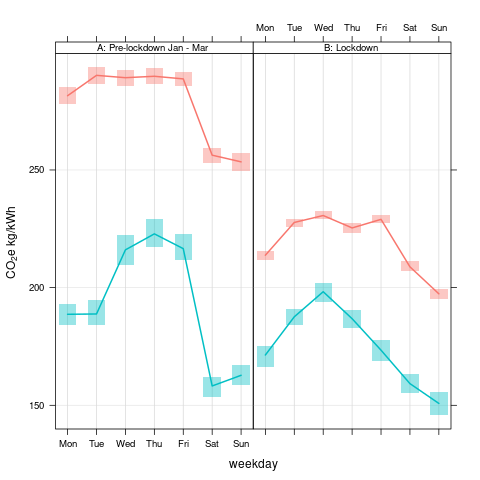 Mon Tue Wed Thu Fri Sat Sun
A: Pre-lockdown Jan - Mar B: Lockdown
250
200
150
CO₂e kg/kWh
Mon Tue Wed Thu Fri Sat Sun
weekday